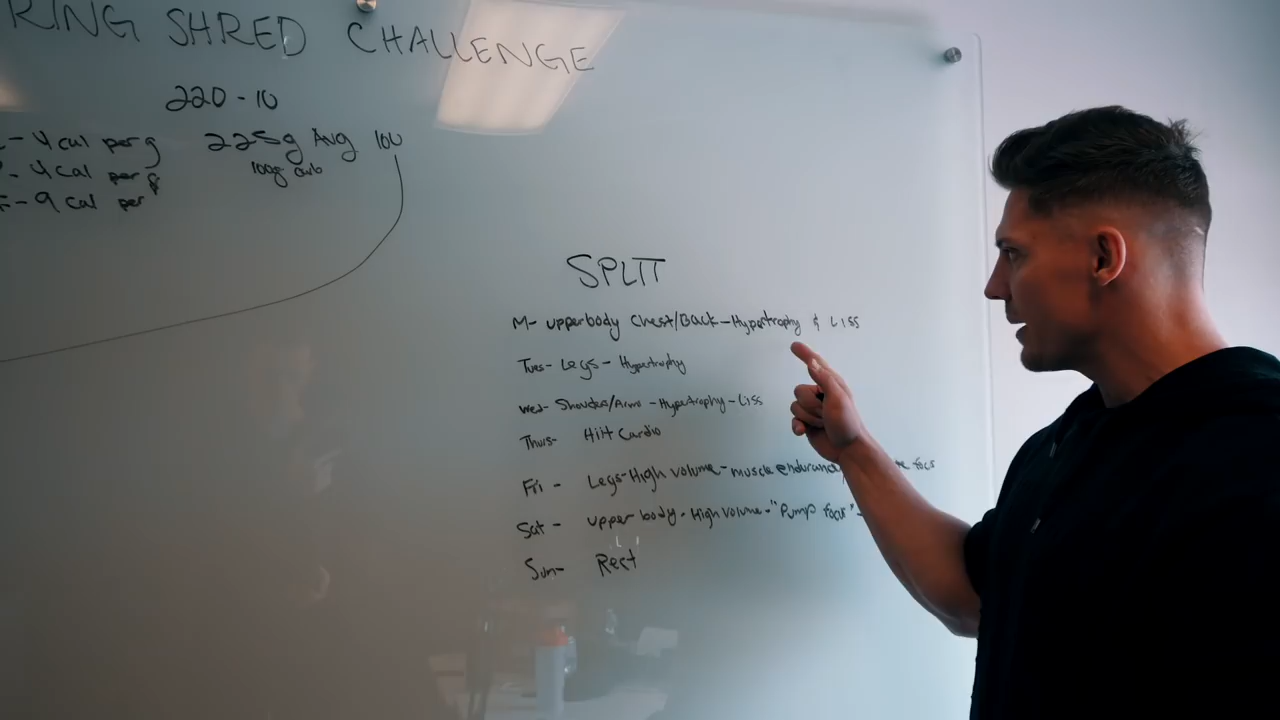 RING SHRED CHALLENGE
220-10
- 4 cal per g
225g Avg 100
- 4 cal per g
100g carb
F- 9 cal per
SPLIT
M- upperbody Chest/Back-Hypertrophy & Liss
Tues- Legs- Hypertrophy
Wed- Shoulders/Arms -Hypertrophy-Liss
Thurs- Hiit Cardio
Fri - Legs-High volume-muscle endurance
Sat - upper body-High volume-"Pump focus"-
Sun- Rest